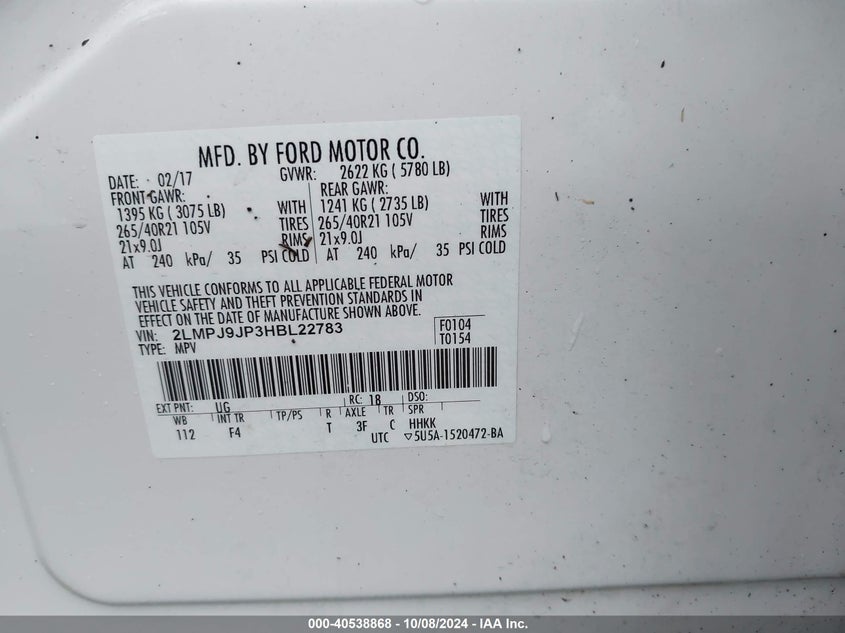 MFD. BY FORD MOTOR CO.
DATE: 02/17 GVWR: 2622 KG ( 5780 LB)
FRONT GAWR: REAR GAWR:
1395 KG ( 3075 LB) WITH 1241 KG ( 2735 LB) WITH
265/40R21 105V TIRES 265/40R21 105V TIRES
21x9.0J RIMS 21x9.0J RIMS
AT 240 kPa/ 35 PSI COLD AT 240 kPa/ 35 PSI COLD
THIS VEHICLE CONFORMS TO ALL APPLICABLE FEDERAL MOTOR
VEHICLE SAFETY AND THEFT PREVENTION STANDARDS IN
EFFECT ON THE DATE OF MANUFACTURE SHOWN ABOVE.
VIN: 2LMPJ9JP3HBL22783 F0104
TYPE: MPV T0154
EXT PNT: UG RC: 18 DSO:
WB INT TR TP/PS R AXLE TR SPR
112 F4 T 3F C HHKK
UTC ▽5U5A-1520472-BA
000-40538868 - 10/08/2024 - IAA Inc.